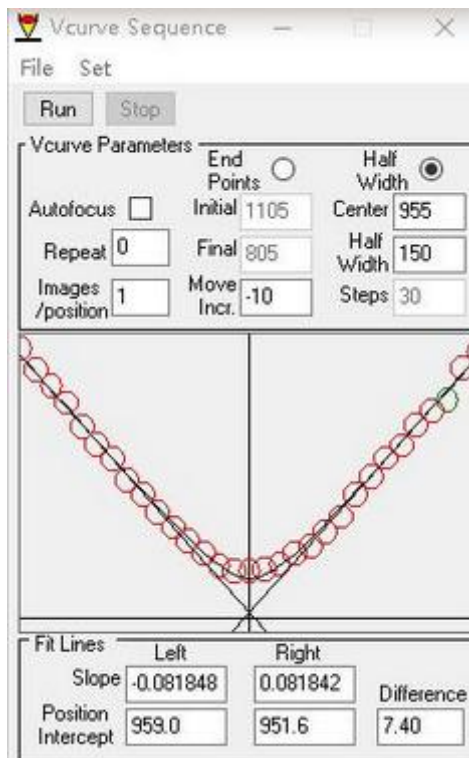 Vcurve Sequence
File Set
Run Stop
Vcurve Parameters
End Points Half Width
Autofocus Initial 1105 Center 955
Repeat 0 Final 805 Half Width 150
Images /position 1 Move Incr. -10 Steps 30
Fit Lines
Left Right
Slope -0.081848 0.081842 Difference
Position Intercept 959.0 951.6 7.40